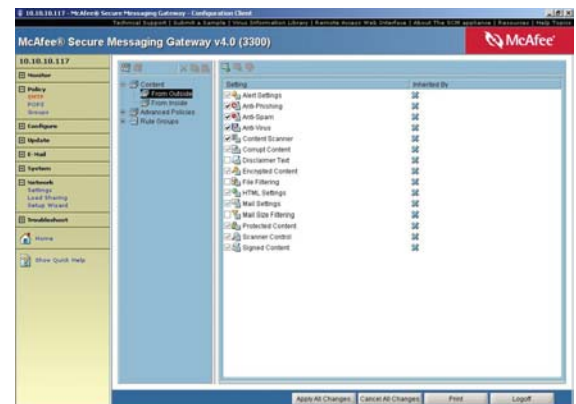 10.10.10.117 - McAfee® Secure Messaging Gateway - Configuration Client
Technical Support | Submit a Sample | Virus Information Library | Remote Access Web Interface | About The SCM appliance | Resources | Help Topics
McAfee® Secure Messaging Gateway v4.0 (3300)
McAfee®
10.10.10.117
Monitor
Policy
SMTP
POP3
Groups
Configure
Update
E-Mail
System
Network
Settings
Load Sharing
Setup Wizard
Troubleshoot
Home
Show Quick Help
Content
From Outside
From Inside
Advanced Policies
Rule Groups
Setting
Inherited By
Alert Settings
Anti-Phishing
Anti-Spam
Anti-Virus
Content Scanner
Corrupt Content
Disclaimer Text
Encrypted Content
File Filtering
HTML Settings
Mail Settings
Mail Size Filtering
Protected Content
Scanner Control
Signed Content
Apply All Changes
Cancel All Changes
Print
Logoff